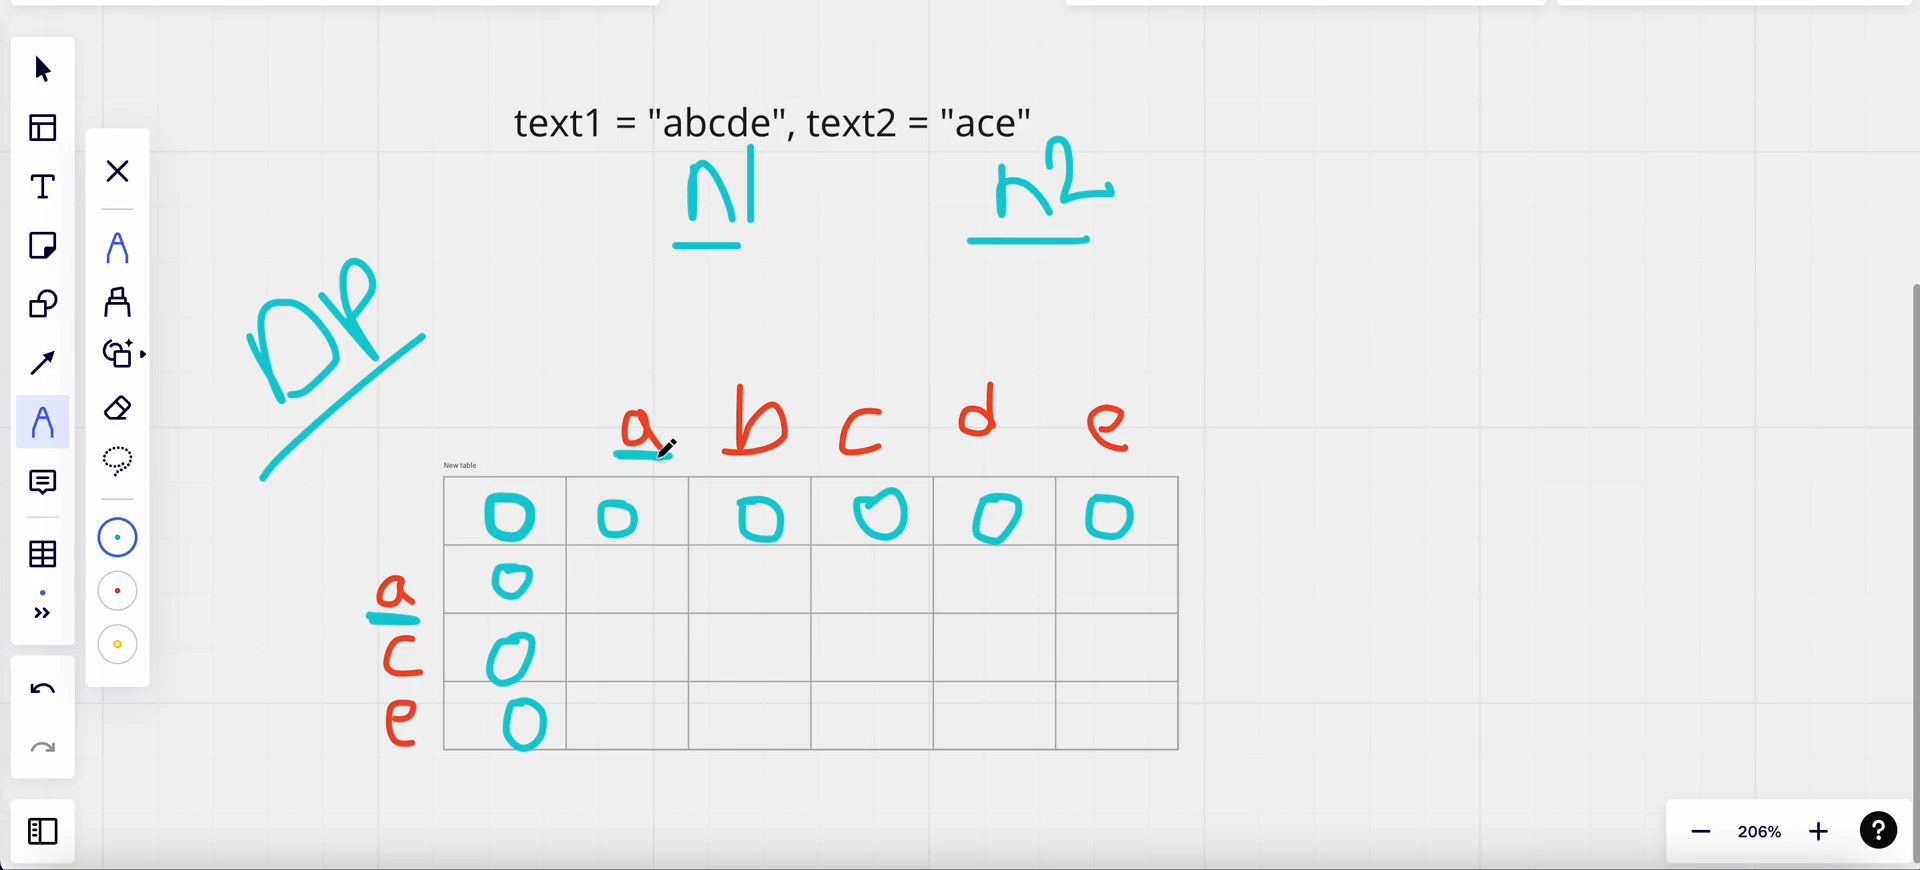 text1 = "abcde", text2 = "ace"
n1 n2
DP
a b c d e
New table
0 0 0 0 0 0
a 0
c 0
e 0
206%